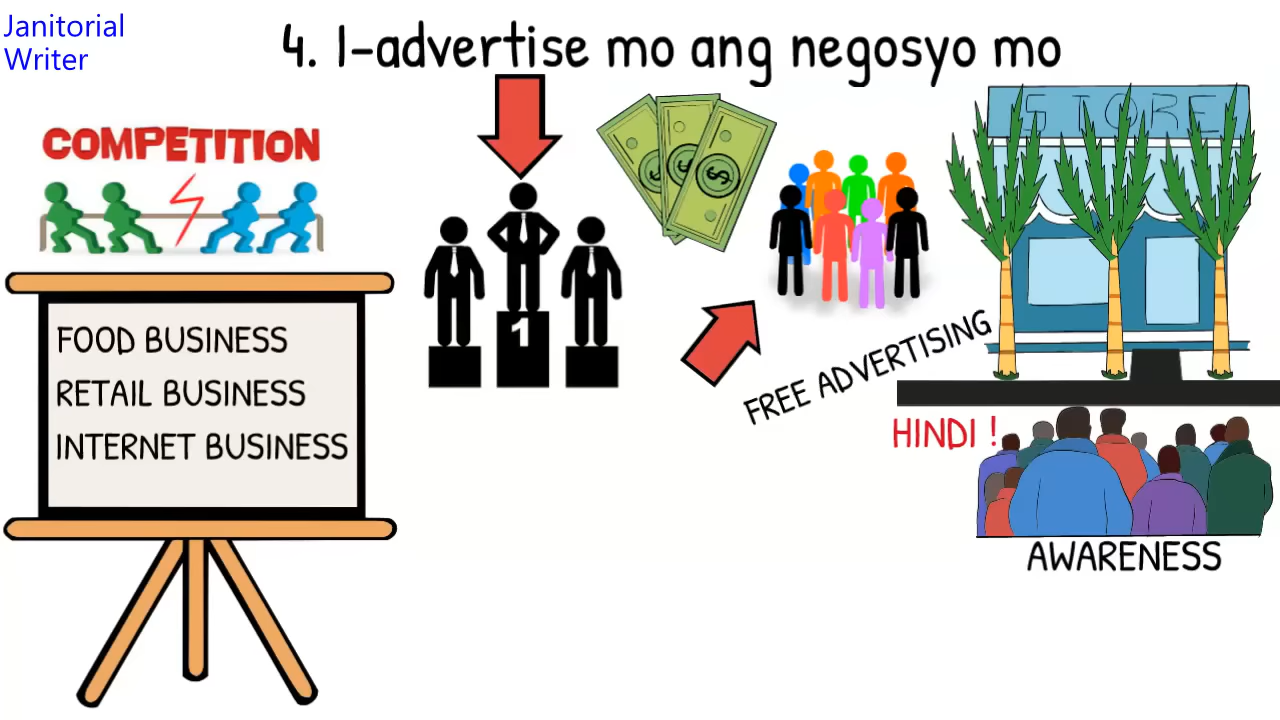 Janitorial
Writer
4. I-advertise mo ang negosyo mo
COMPETITION
FOOD BUSINESS
RETAIL BUSINESS
INTERNET BUSINESS
1
$
STORE
FREE ADVERTISING
HINDI !
AWARENESS